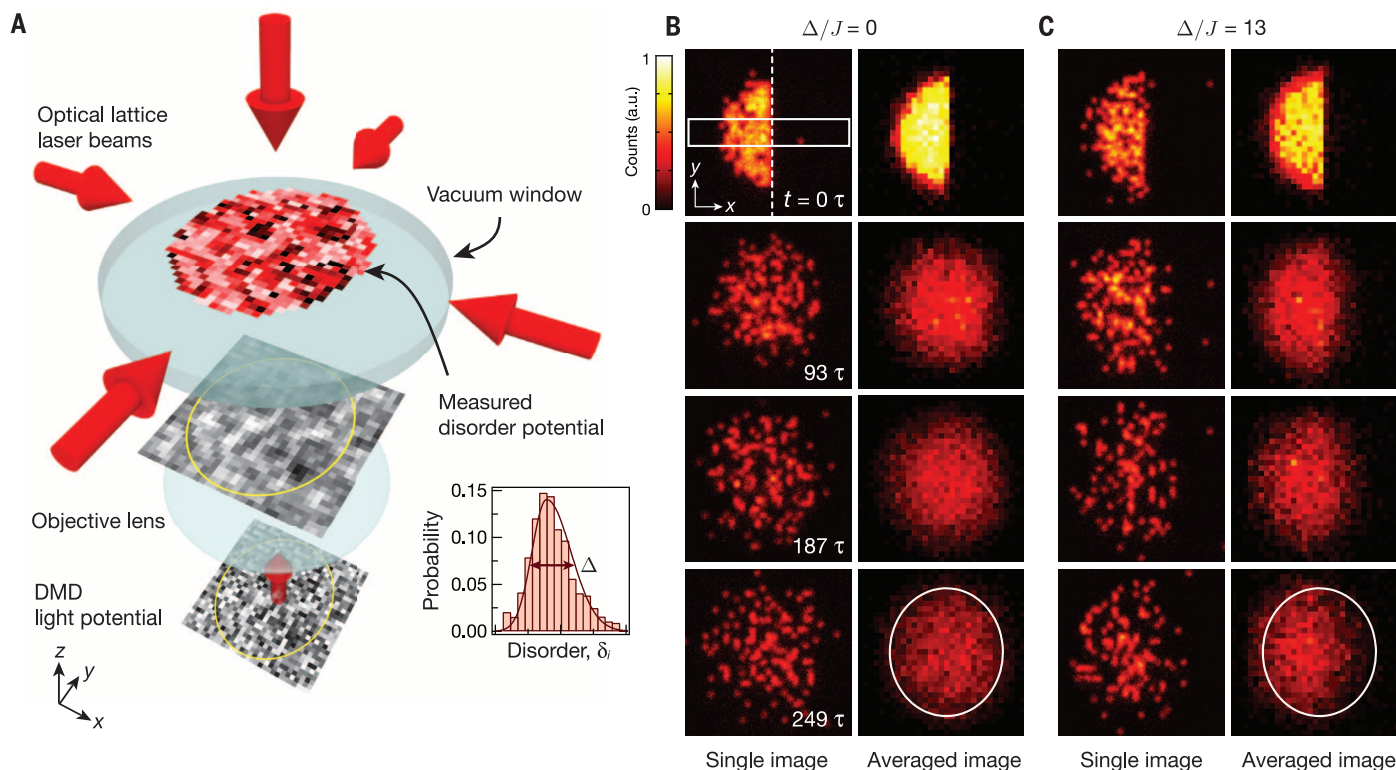 A
Optical lattice
laser beams
Vacuum window
Measured
disorder potential
Objective lens
DMD
light potential
z
y
x
0.15
0.10
0.05
0.00
Probability
Δ
Disorder, δᵢ
B
Δ/J = 0
1
Counts (a.u.)
0
y
x
t = 0 τ
93 τ
187 τ
249 τ
Single image
Averaged image
C
Δ/J = 13
Single image
Averaged image